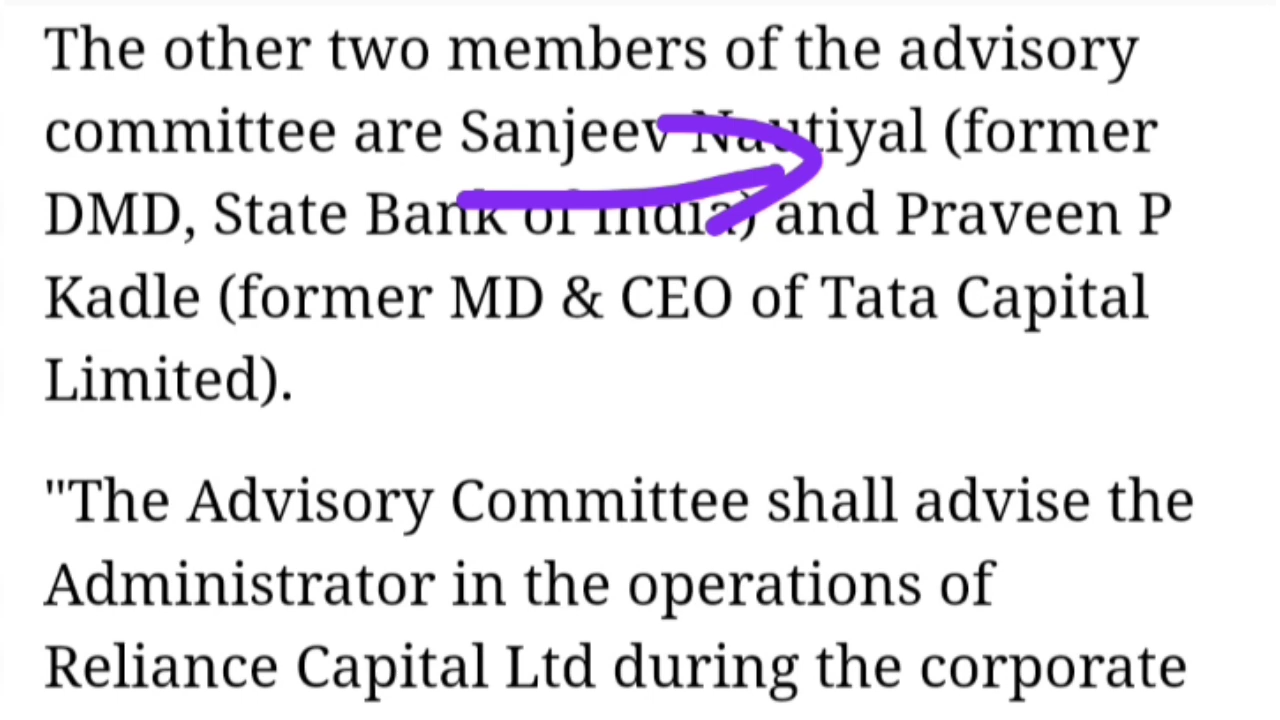 The other two members of the advisory
committee are Sanjeev Nautiyal (former
DMD, State Bank of India) and Praveen P
Kadle (former MD & CEO of Tata Capital
Limited).
"The Advisory Committee shall advise the
Administrator in the operations of
Reliance Capital Ltd during the corporate